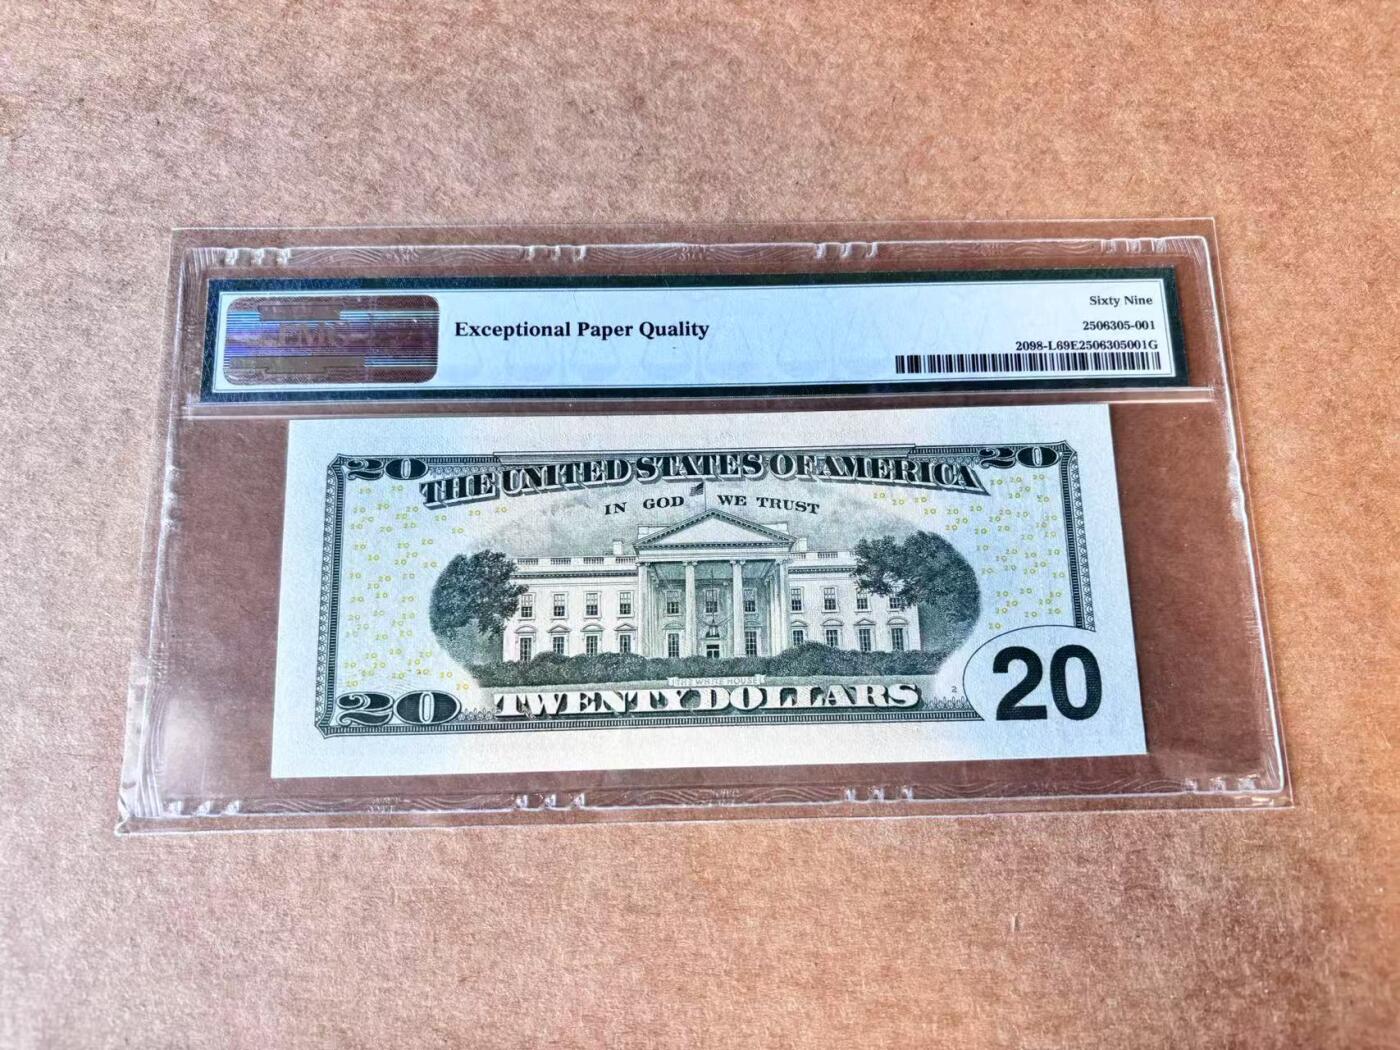 PMG
Exceptional Paper Quality
Sixty Nine
2506305-001
2098-L69E2506305001G
20
20
THE UNITED STATES OF AMERICA
IN GOD WE TRUST
THE WHITE HOUSE
20
TWENTY DOLLARS
2
20